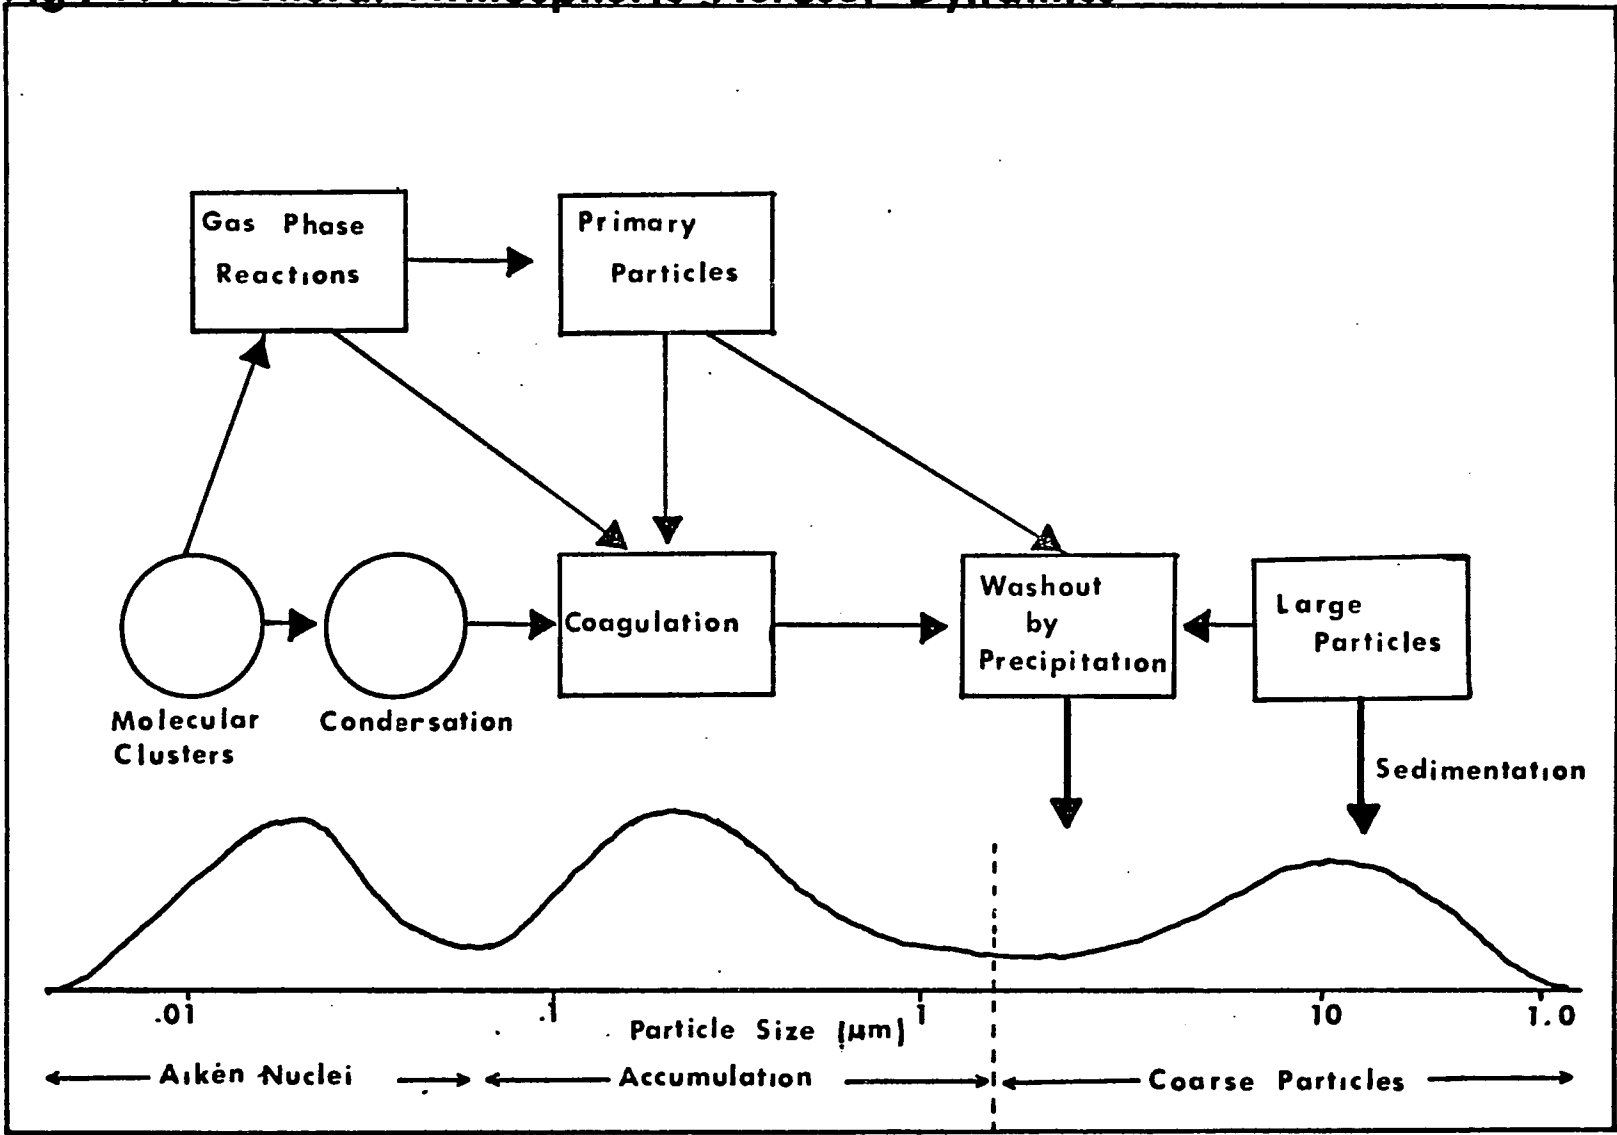 Gas Phase
Reactions
Primary
Particles
Washout
by
Precipitation
Large
Particles
Coagulation
Molecular
Clusters
Condersation
Sedimentation
.01
.1
1
10
1.0
Particle Size (µm)
Aiken Nuclei
Accumulation
Coarse Particles